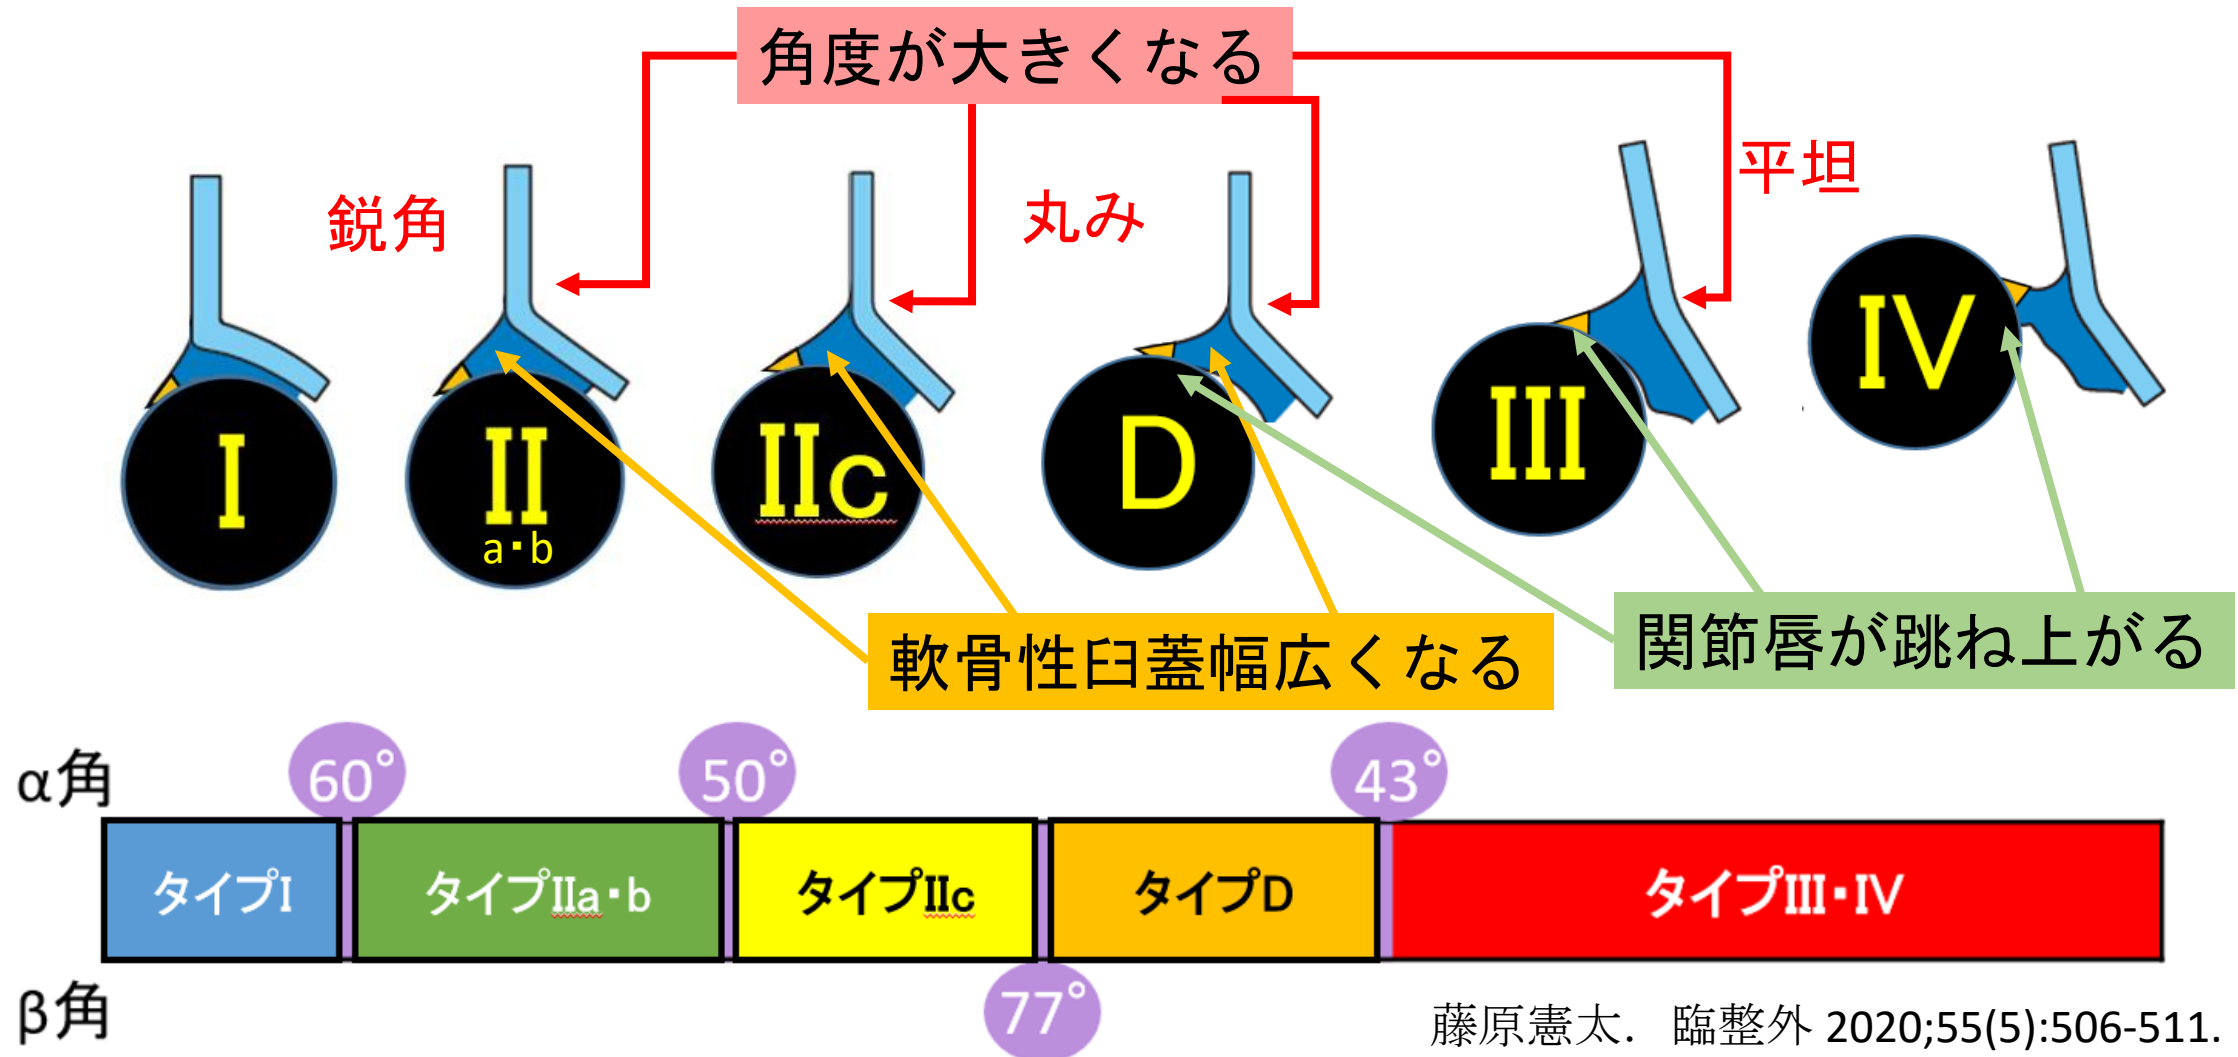 角度が大きくなる
鋭角
丸み
平坦
I
II
a・b
IIc
D
III
IV
軟骨性臼蓋幅広くなる
関節唇が跳ね上がる
α角
60°
50°
43°
タイプI
タイプIIa・b
タイプIIc
タイプD
タイプIII・IV
β角
77°
藤原憲太. 臨整外 2020;55(5):506-511.